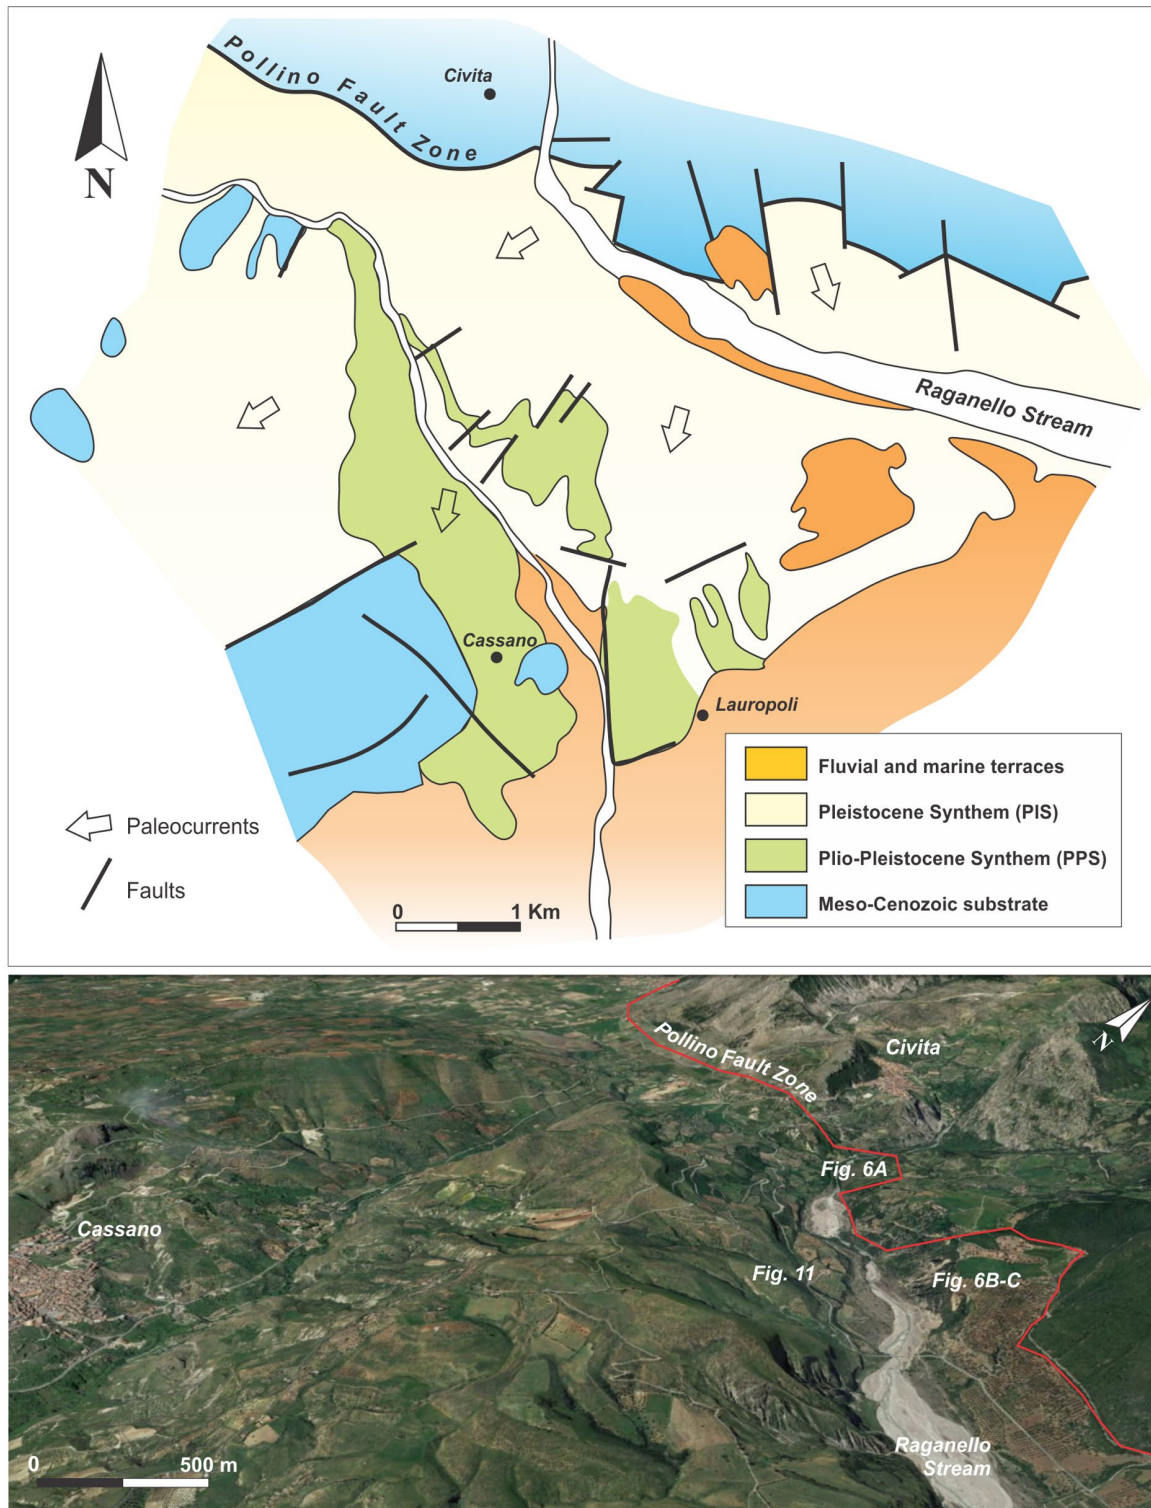 Pollino Fault Zone
Civita
N
Raganello Stream
Cassano
Lauropoli
Paleocurrents
Faults
0 1 Km
Fluvial and marine terraces
Pleistocene Synthem (PlS)
Plio-Pleistocene Synthem (PPS)
Meso-Cenozoic substrate
Pollino Fault Zone
Civita
N
Fig. 6A
Cassano
Fig. 11
Fig. 6B-C
Raganello
Stream
0 500 m